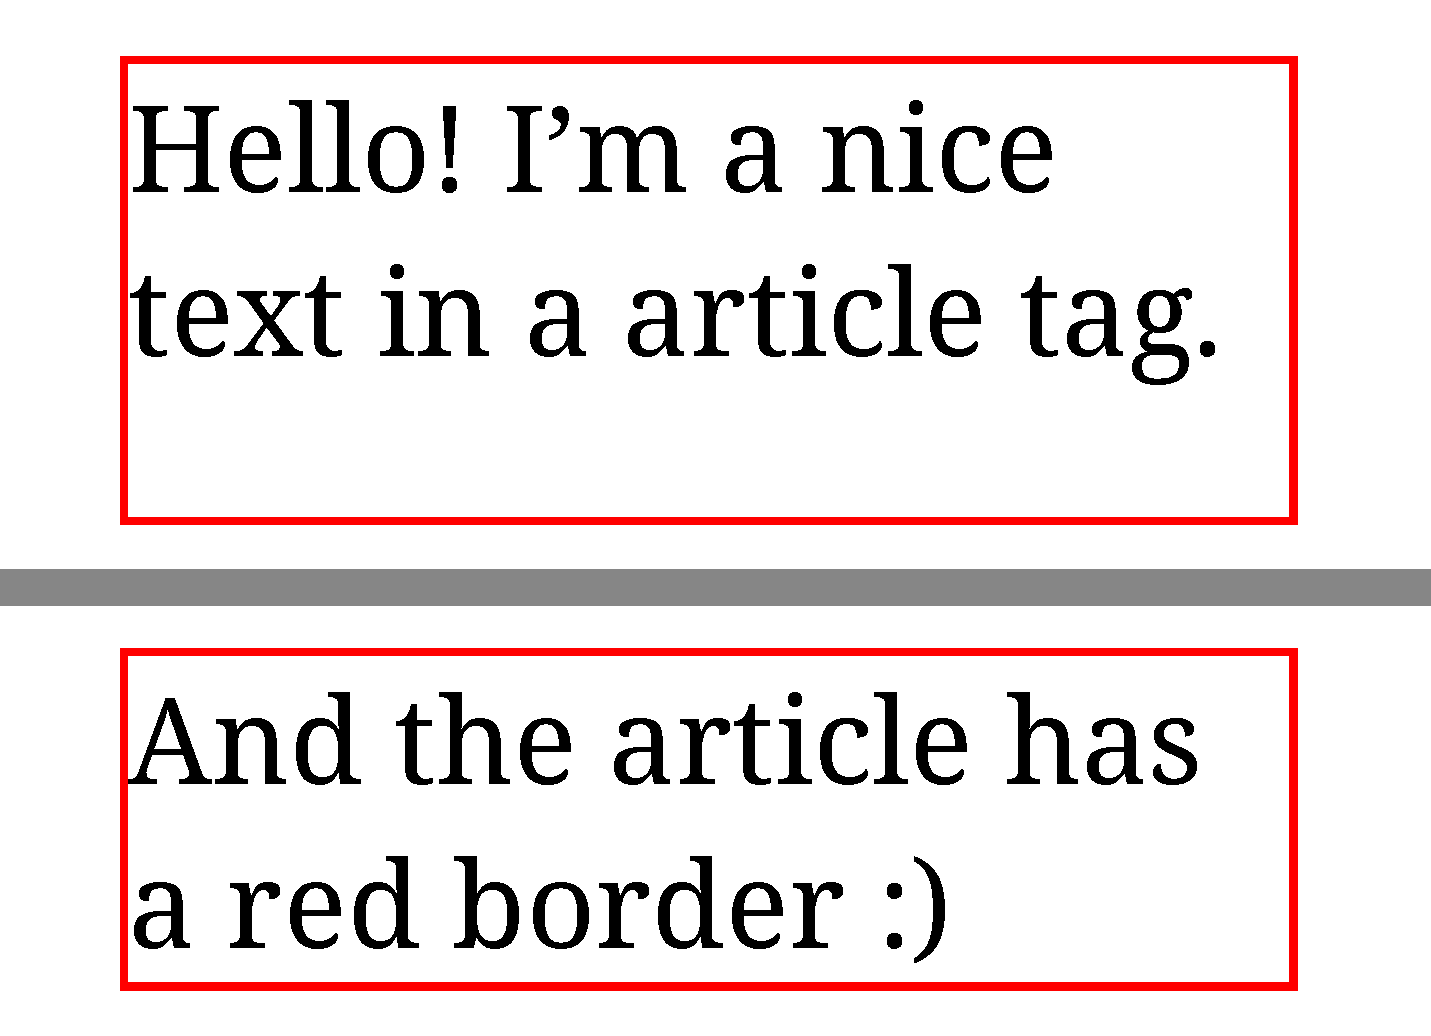 Hello! I’m a nice
text in a article tag.
And the article has
a red border :)